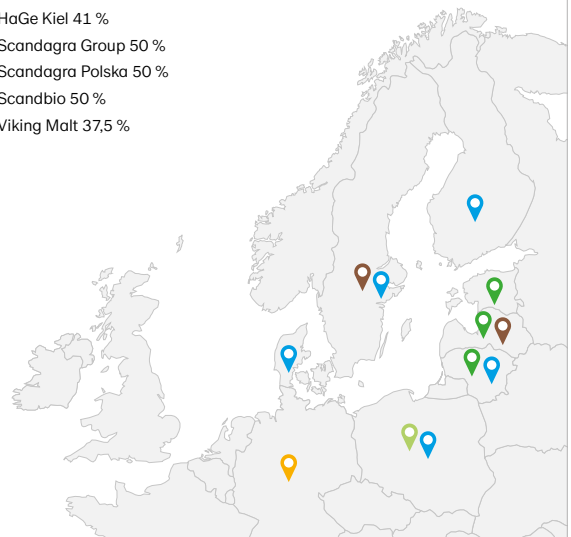 HaGe Kiel 41 %
Scandagra Group 50 %
Scandagra Polska 50 %
Scandbio 50 %
Viking Malt 37,5 %